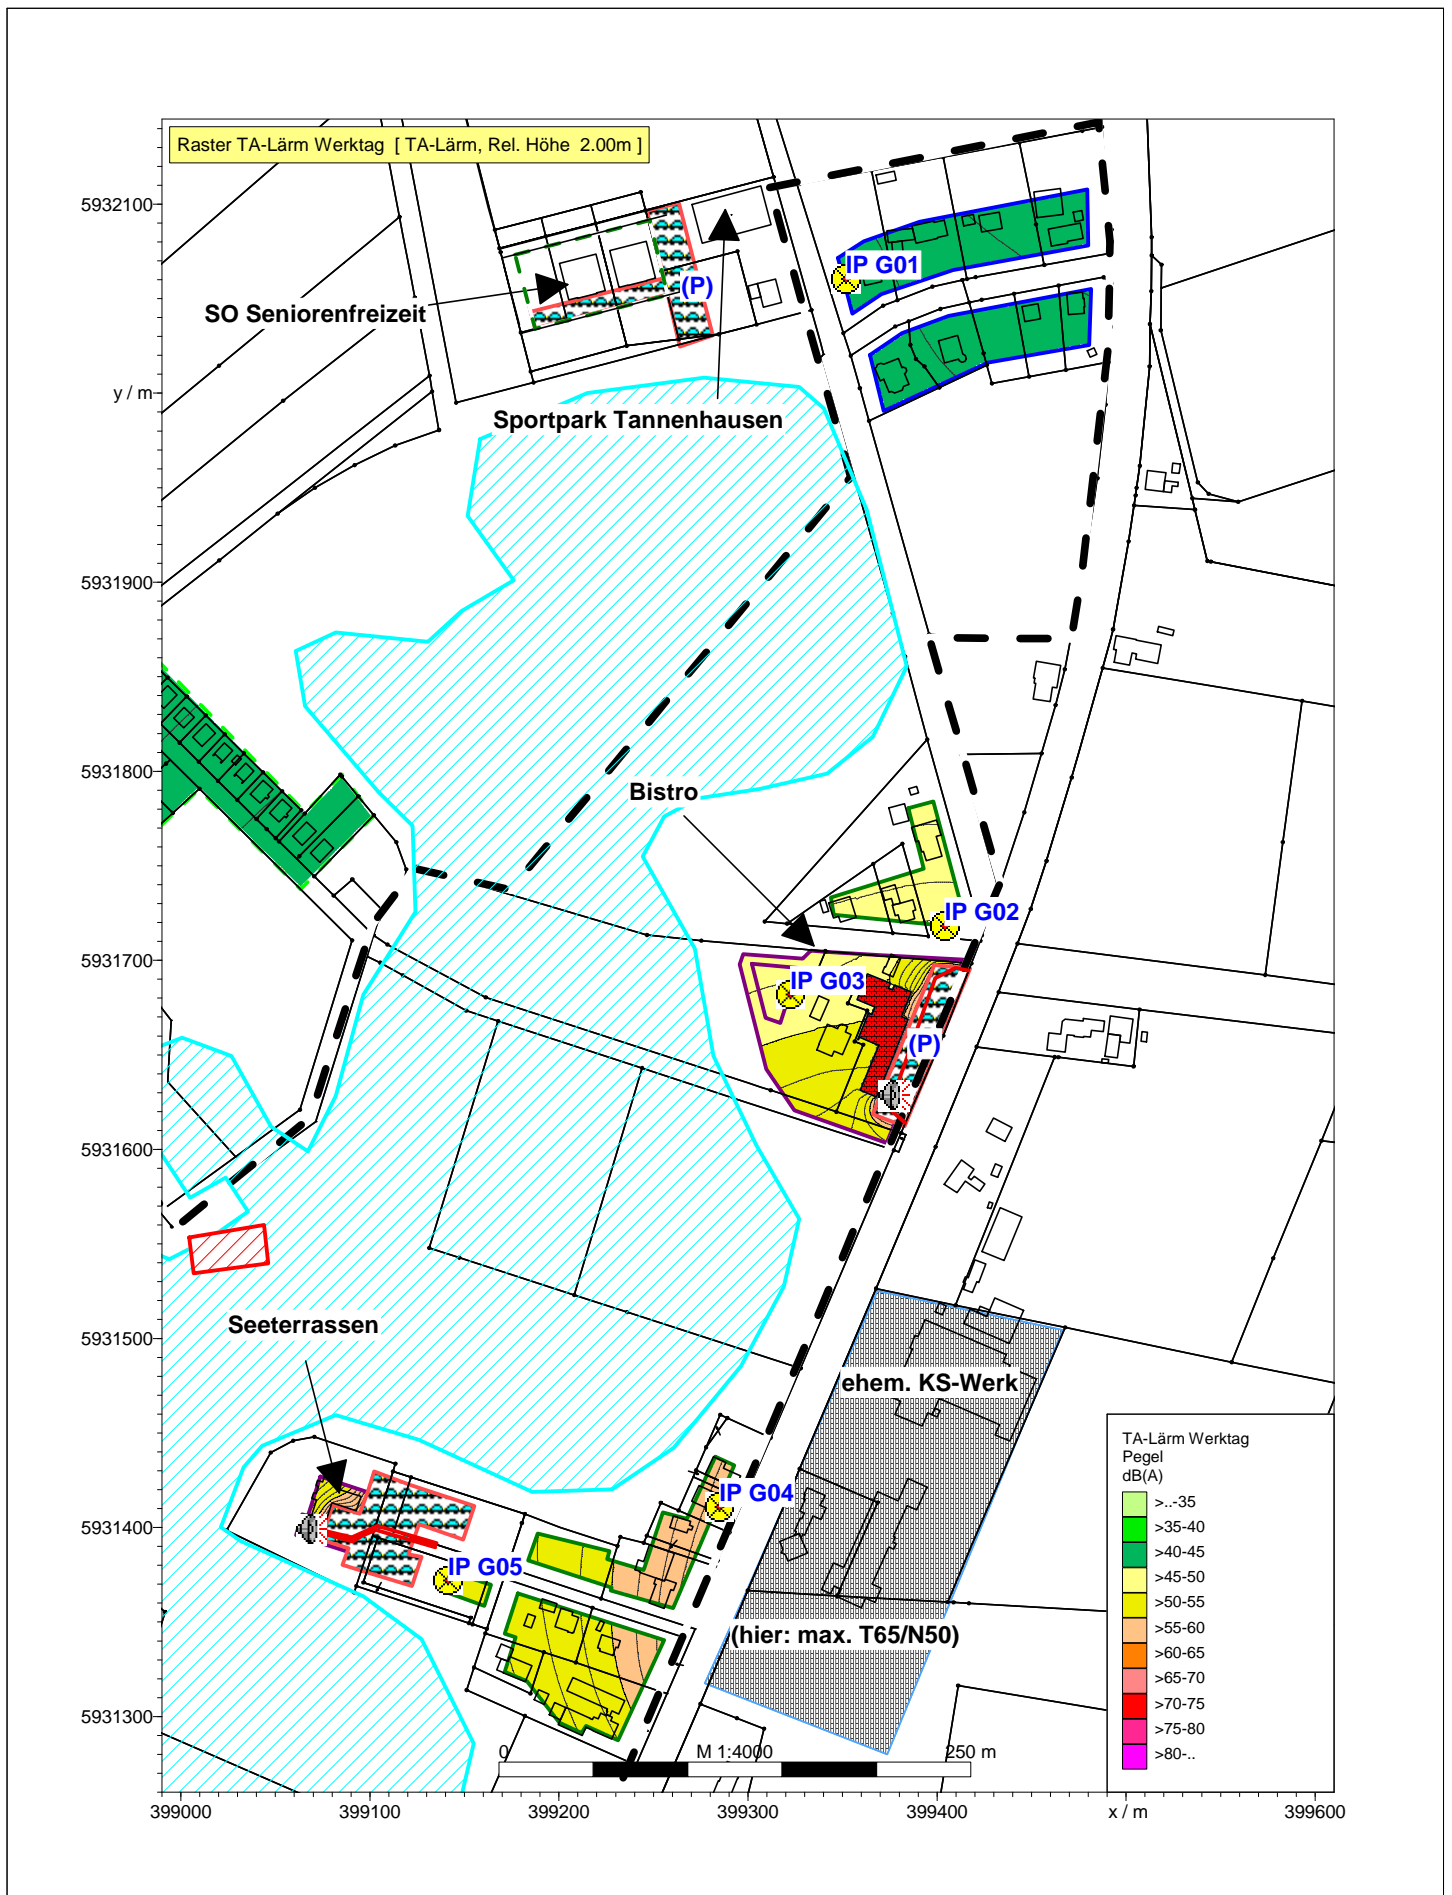 Raster TA-Lärm Werktag [ TA-Lärm, Rel. Höhe 2.00m ]
5932100
y / m
5931900
5931800
5931700
5931600
5931500
5931400
5931300
IP G01
(P)
SO Seniorenfreizeit
Sportpark Tannenhausen
Bistro
IP G02
IP G03
(P)
Seeterrassen
ehem. KS-Werk
IP G04
IP G05
(hier: max. T65/N50)
TA-Lärm Werktag
Pegel
dB(A)
>..-35
>35-40
>40-45
>45-50
>50-55
>55-60
>60-65
>65-70
>70-75
>75-80
>80-..
0 M 1:4000 250 m
399000 399100 399200 399300 399400 x / m 399600